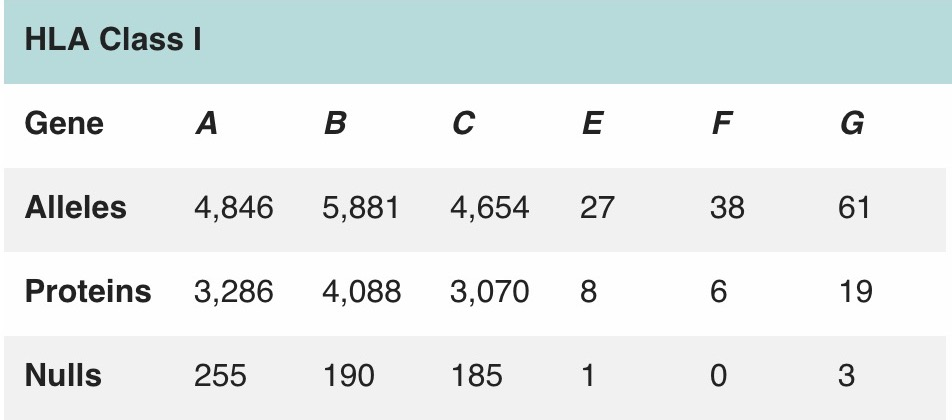 HLA Class I
Gene A B C E F G
Alleles 4,846 5,881 4,654 27 38 61
Proteins 3,286 4,088 3,070 8 6 19
Nulls 255 190 185 1 0 3